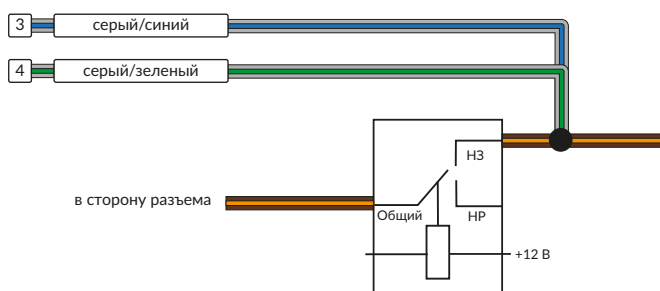 3 серый/синий
4 серый/зеленый
НЗ
в сторону разъема
Общий НР
+12 В